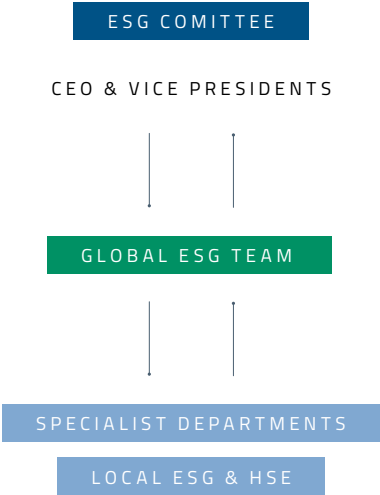 ESG COMITTEE
CEO & VICE PRESIDENTS
GLOBAL ESG TEAM
SPECIALIST DEPARTMENTS
LOCAL ESG & HSE